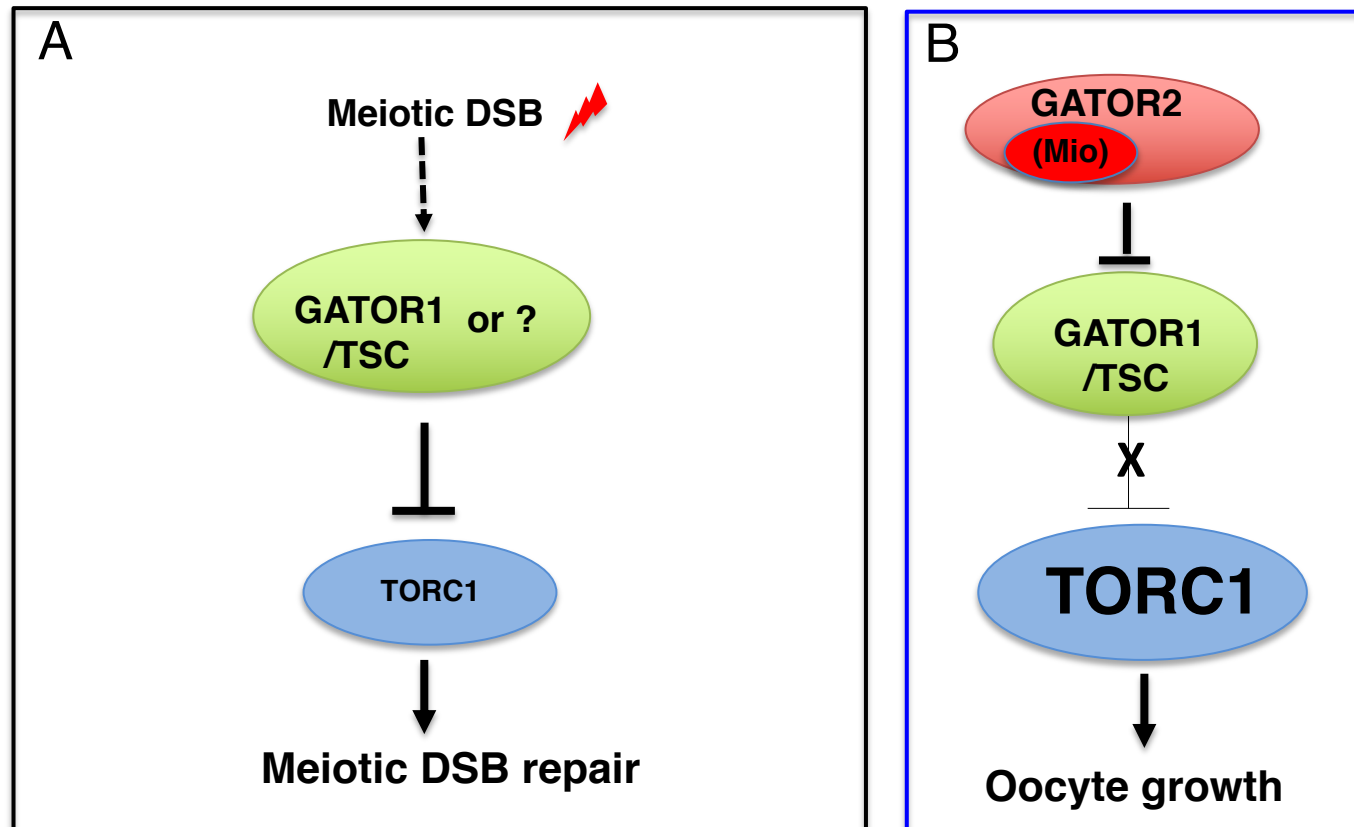 A
Meiotic DSB
GATOR1 or ?
/TSC
TORC1
Meiotic DSB repair
B
GATOR2
(Mio)
GATOR1
/TSC
X
TORC1
Oocyte growth